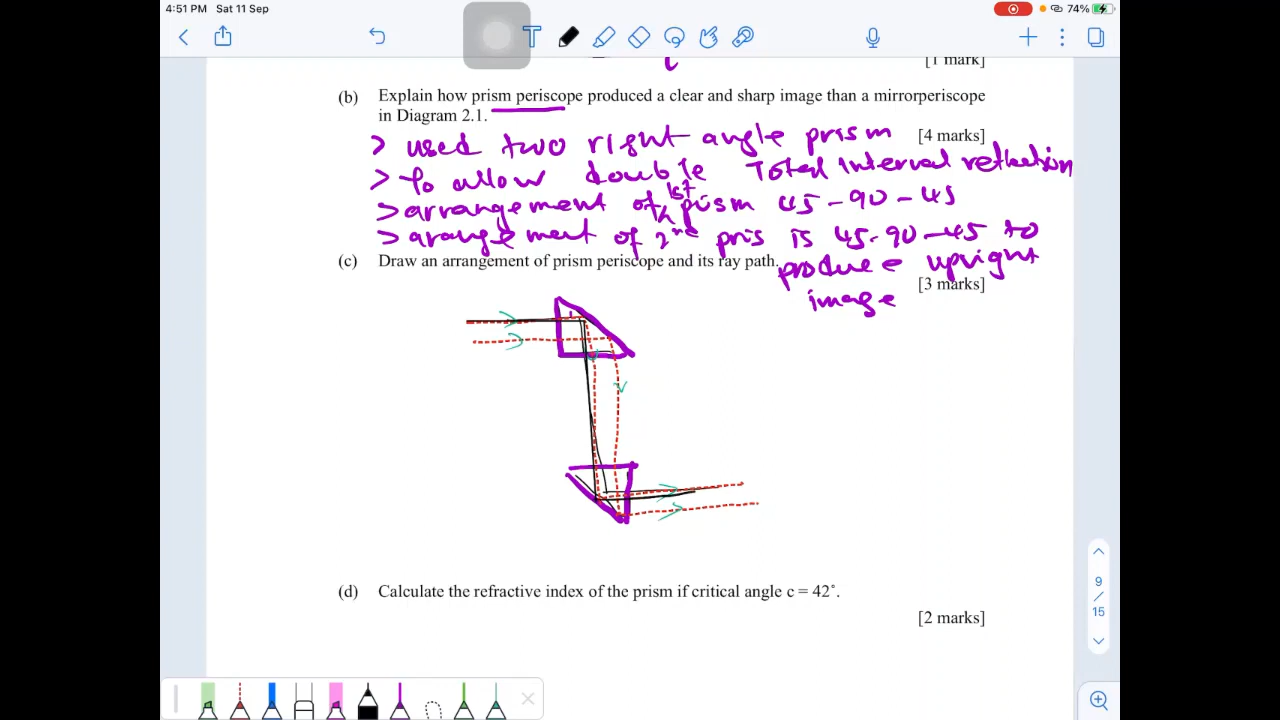 4:51 PM Sat 11 Sep
74%
T
[1 mark]
(b) Explain how prism periscope produced a clear and sharp image than a mirrorperiscope
in Diagram 2.1.
[4 marks]
> used two right angle prism
> To allow double Total Interval reflection
> arrangement of 1st prism 45-90-45
> arangement of 2nd pris is 45-90-45 to
produce upright
image
(c) Draw an arrangement of prism periscope and its ray path.
[3 marks]
(d) Calculate the refractive index of the prism if critical angle c = 42˚.
[2 marks]
9
/
15